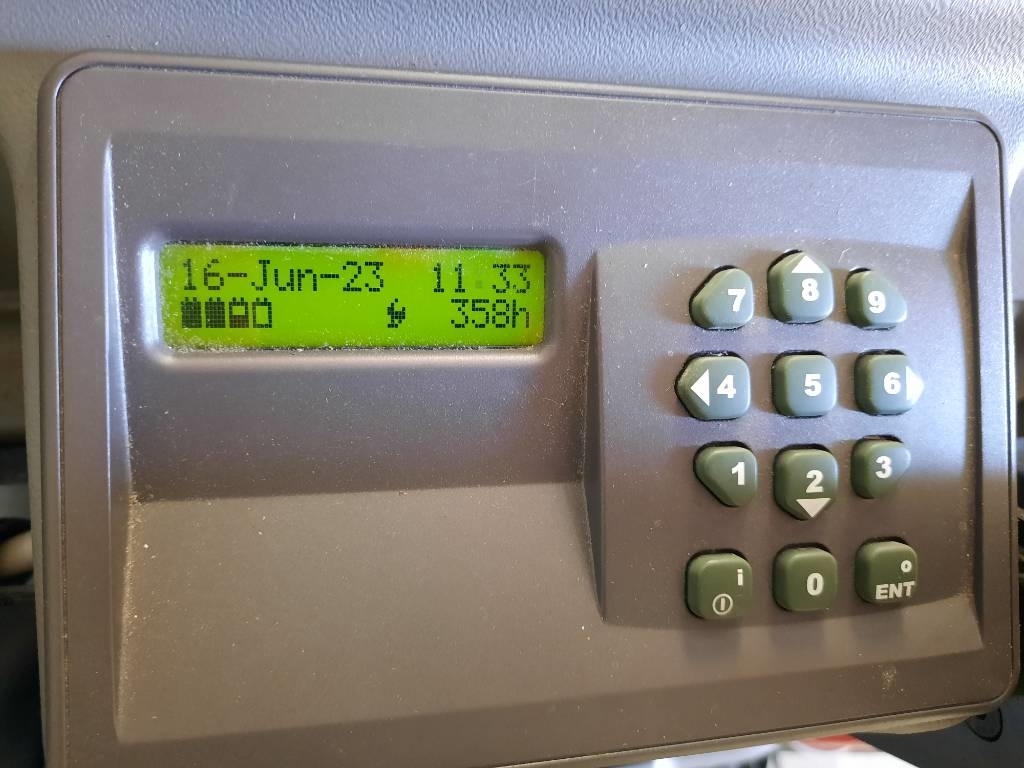 16-Jun-23 11.33
358h
7 8 9
4 5 6
1 2 3
i 0 o
ENT